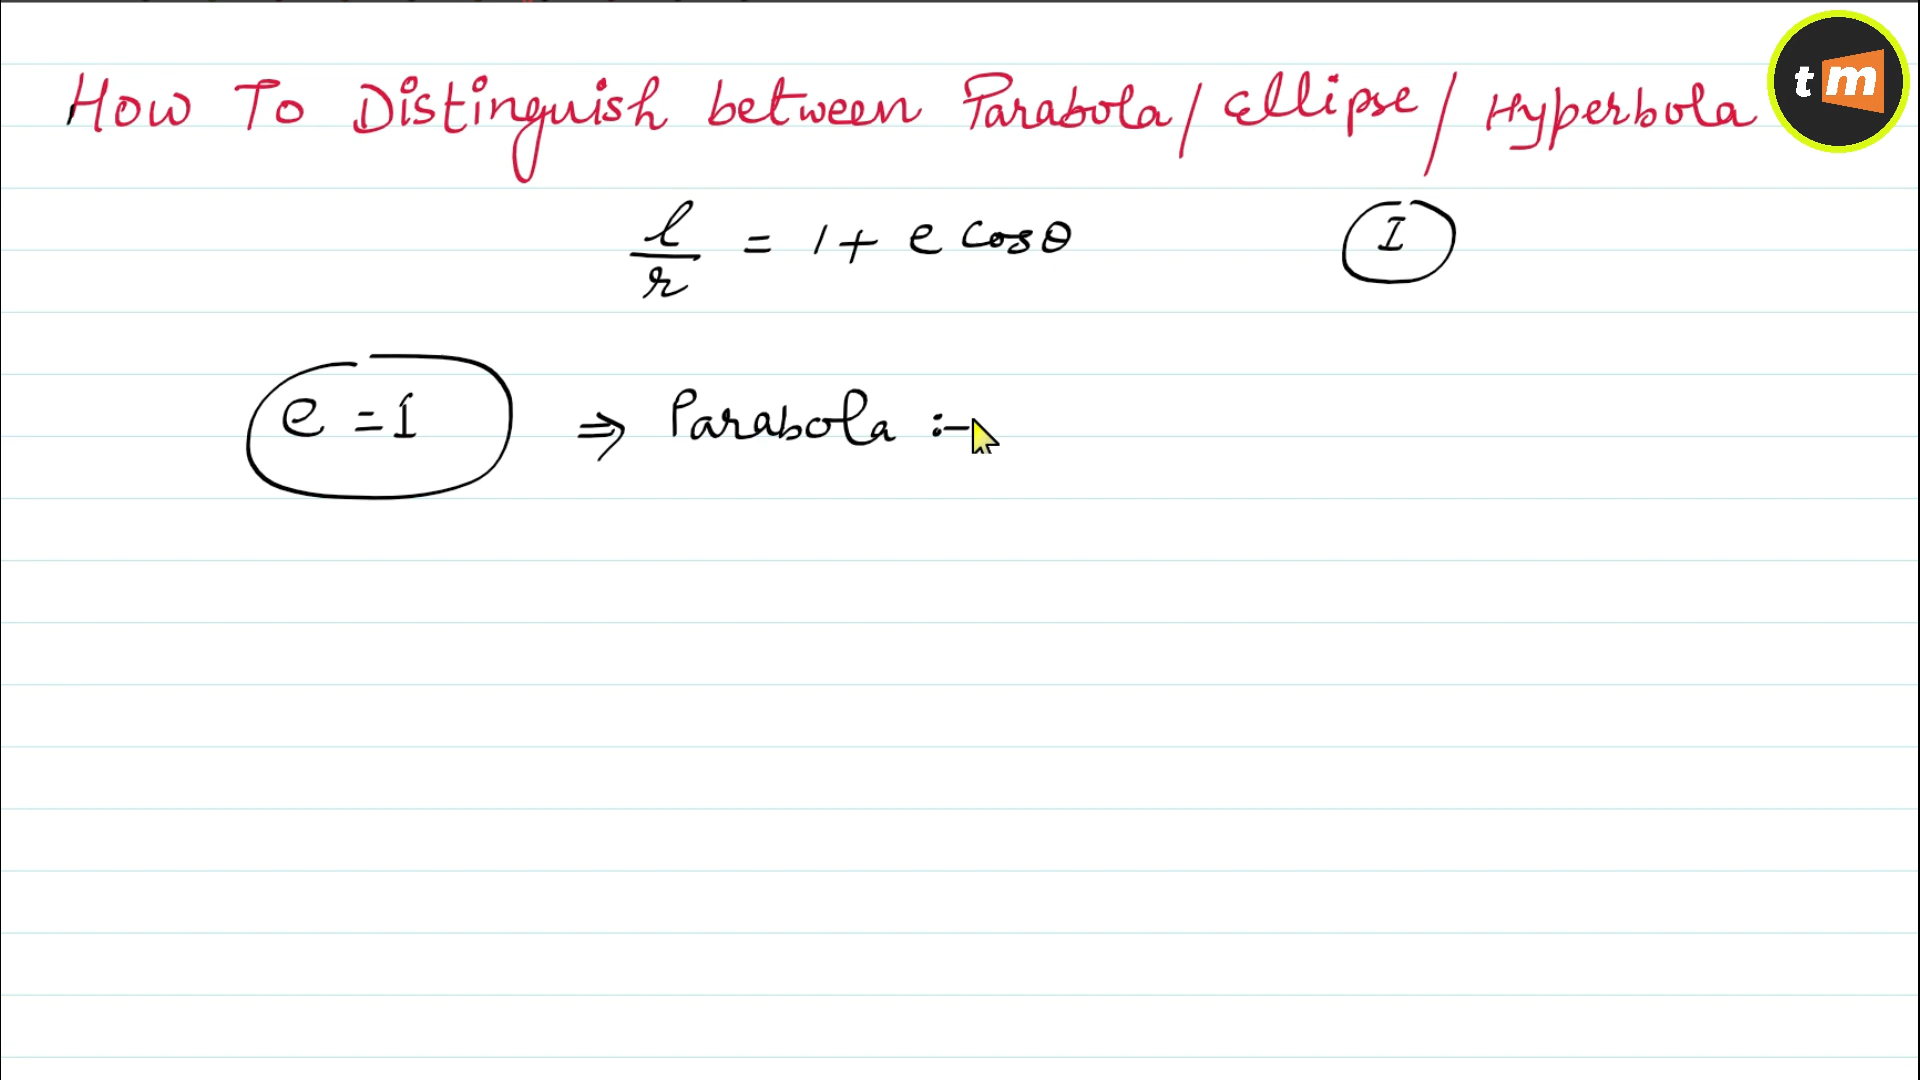 How To Distinguish between Parabola / Ellipse / Hyperbola
tm
l/r = 1 + e cosθ I
e = 1 ⇒ Parabola :-